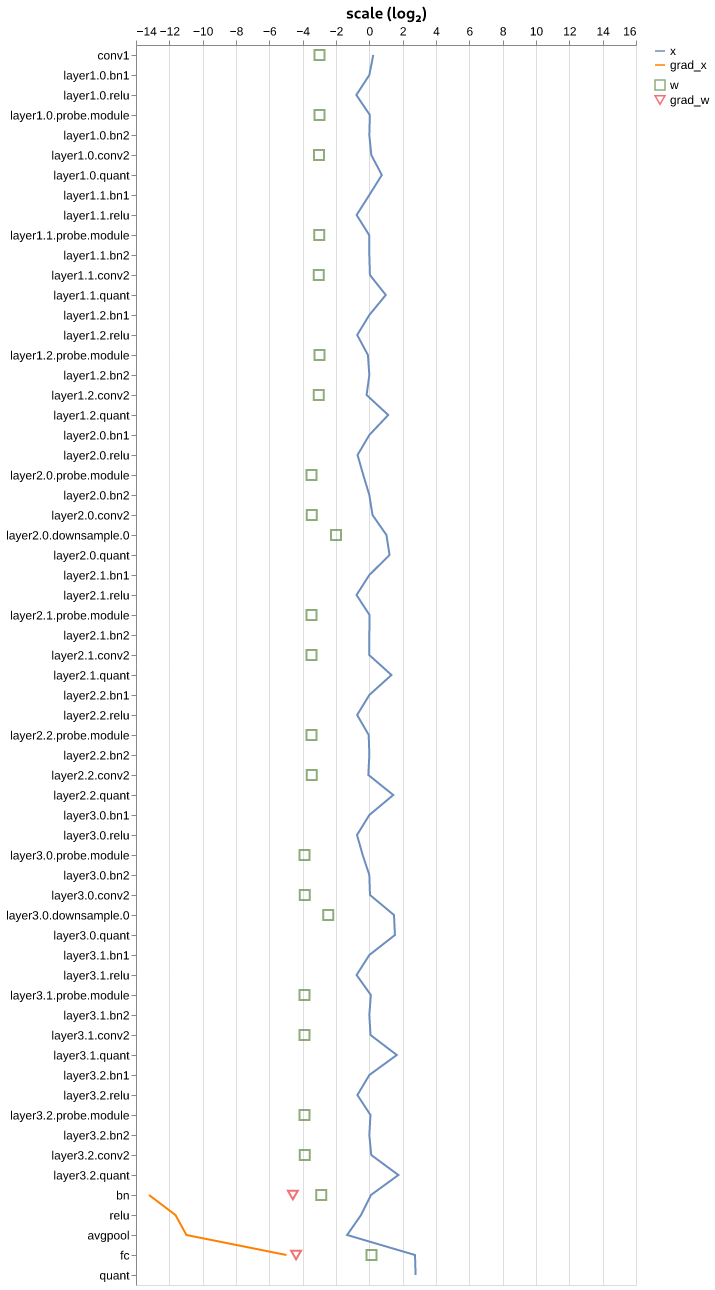 scale (log₂)
−14 −12 −10 −8 −6 −4 −2 0 2 4 6 8 10 12 14 16
x
grad_x
w
grad_w
conv1
layer1.0.bn1
layer1.0.relu
layer1.0.probe.module
layer1.0.bn2
layer1.0.conv2
layer1.0.quant
layer1.1.bn1
layer1.1.relu
layer1.1.probe.module
layer1.1.bn2
layer1.1.conv2
layer1.1.quant
layer1.2.bn1
layer1.2.relu
layer1.2.probe.module
layer1.2.bn2
layer1.2.conv2
layer1.2.quant
layer2.0.bn1
layer2.0.relu
layer2.0.probe.module
layer2.0.bn2
layer2.0.conv2
layer2.0.downsample.0
layer2.0.quant
layer2.1.bn1
layer2.1.relu
layer2.1.probe.module
layer2.1.bn2
layer2.1.conv2
layer2.1.quant
layer2.2.bn1
layer2.2.relu
layer2.2.probe.module
layer2.2.bn2
layer2.2.conv2
layer2.2.quant
layer3.0.bn1
layer3.0.relu
layer3.0.probe.module
layer3.0.bn2
layer3.0.conv2
layer3.0.downsample.0
layer3.0.quant
layer3.1.bn1
layer3.1.relu
layer3.1.probe.module
layer3.1.bn2
layer3.1.conv2
layer3.1.quant
layer3.2.bn1
layer3.2.relu
layer3.2.probe.module
layer3.2.bn2
layer3.2.conv2
layer3.2.quant
bn
relu
avgpool
fc
quant